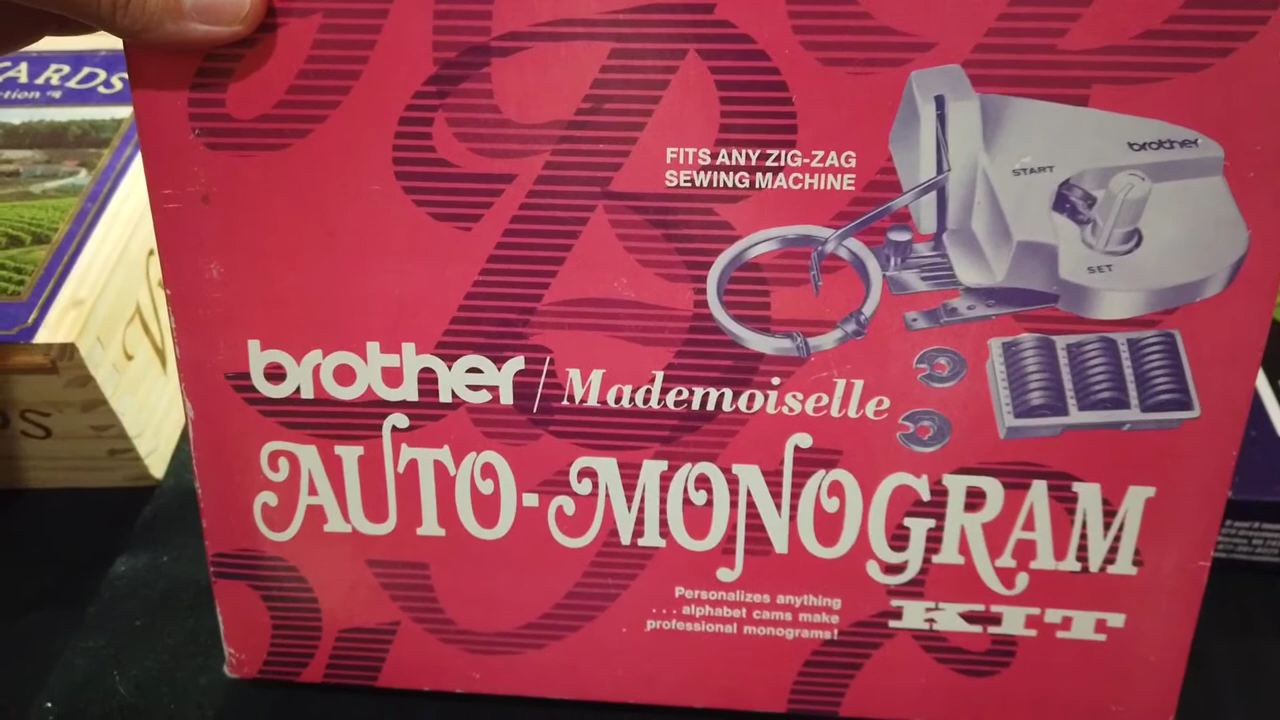 ARDS
FITS ANY ZIG-ZAG
SEWING MACHINE
brother
START
SET
brother / Mademoiselle
AUTO-MONOGRAM
KIT
Personalizes anything
. . . alphabet cams make
professional monograms!